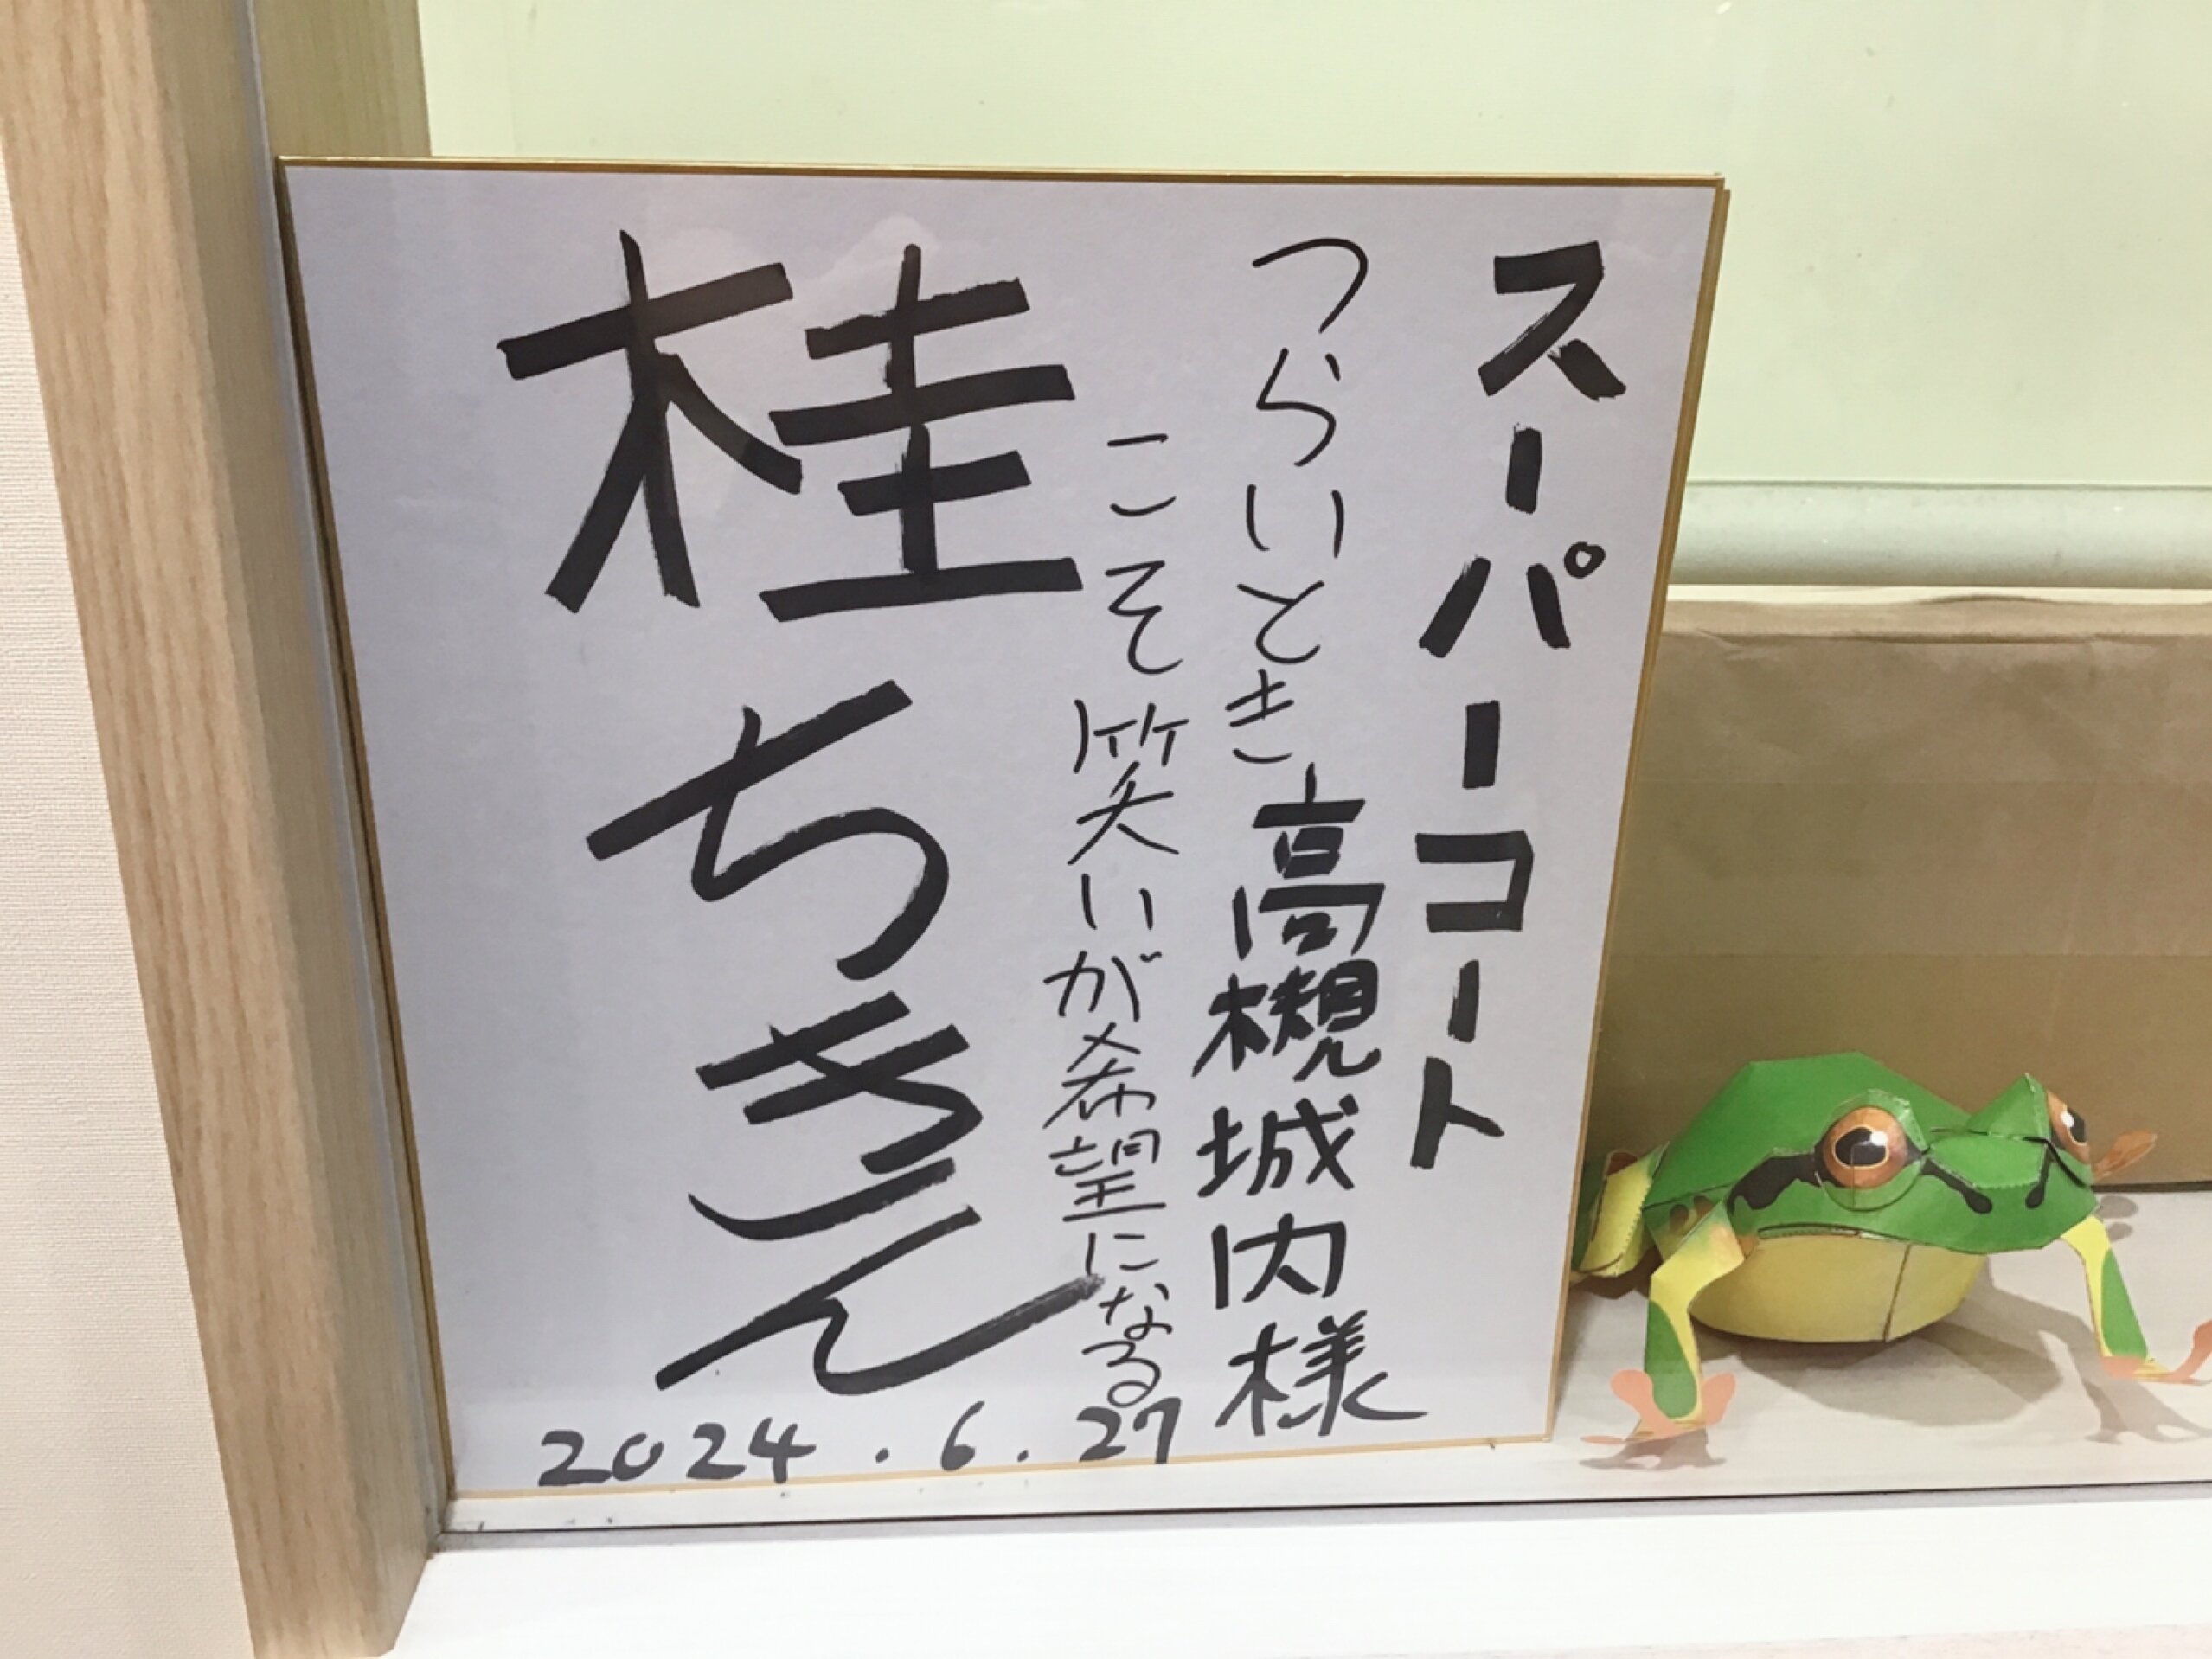 スーパーコート
高槻城内様
つらいとき
こそ笑いが希望になる
桂ちきん
2024.6.27